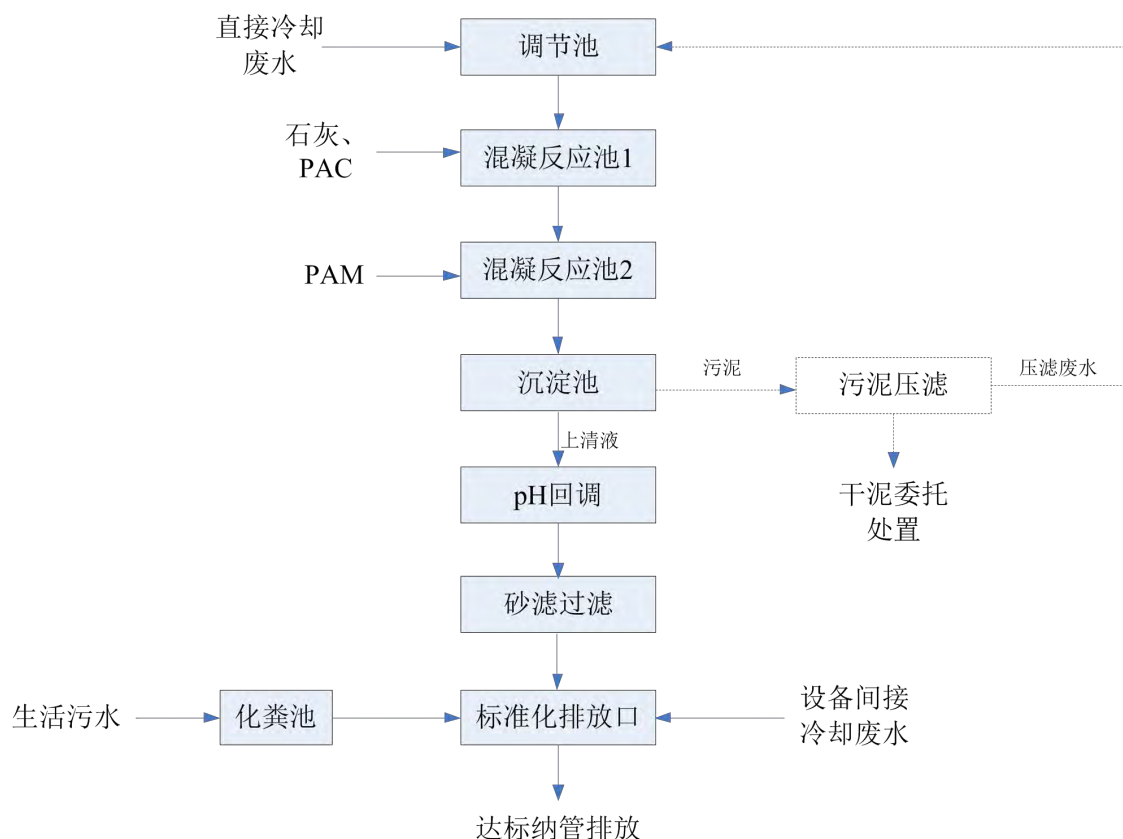 直接冷却
废水
调节池
石灰、
PAC
混凝反应池1
PAM
混凝反应池2
沉淀池
污泥
污泥压滤
压滤废水
上清液
pH回调
干泥委托
处置
砂滤过滤
生活污水
化粪池
标准化排放口
设备间接
冷却废水
达标纳管排放